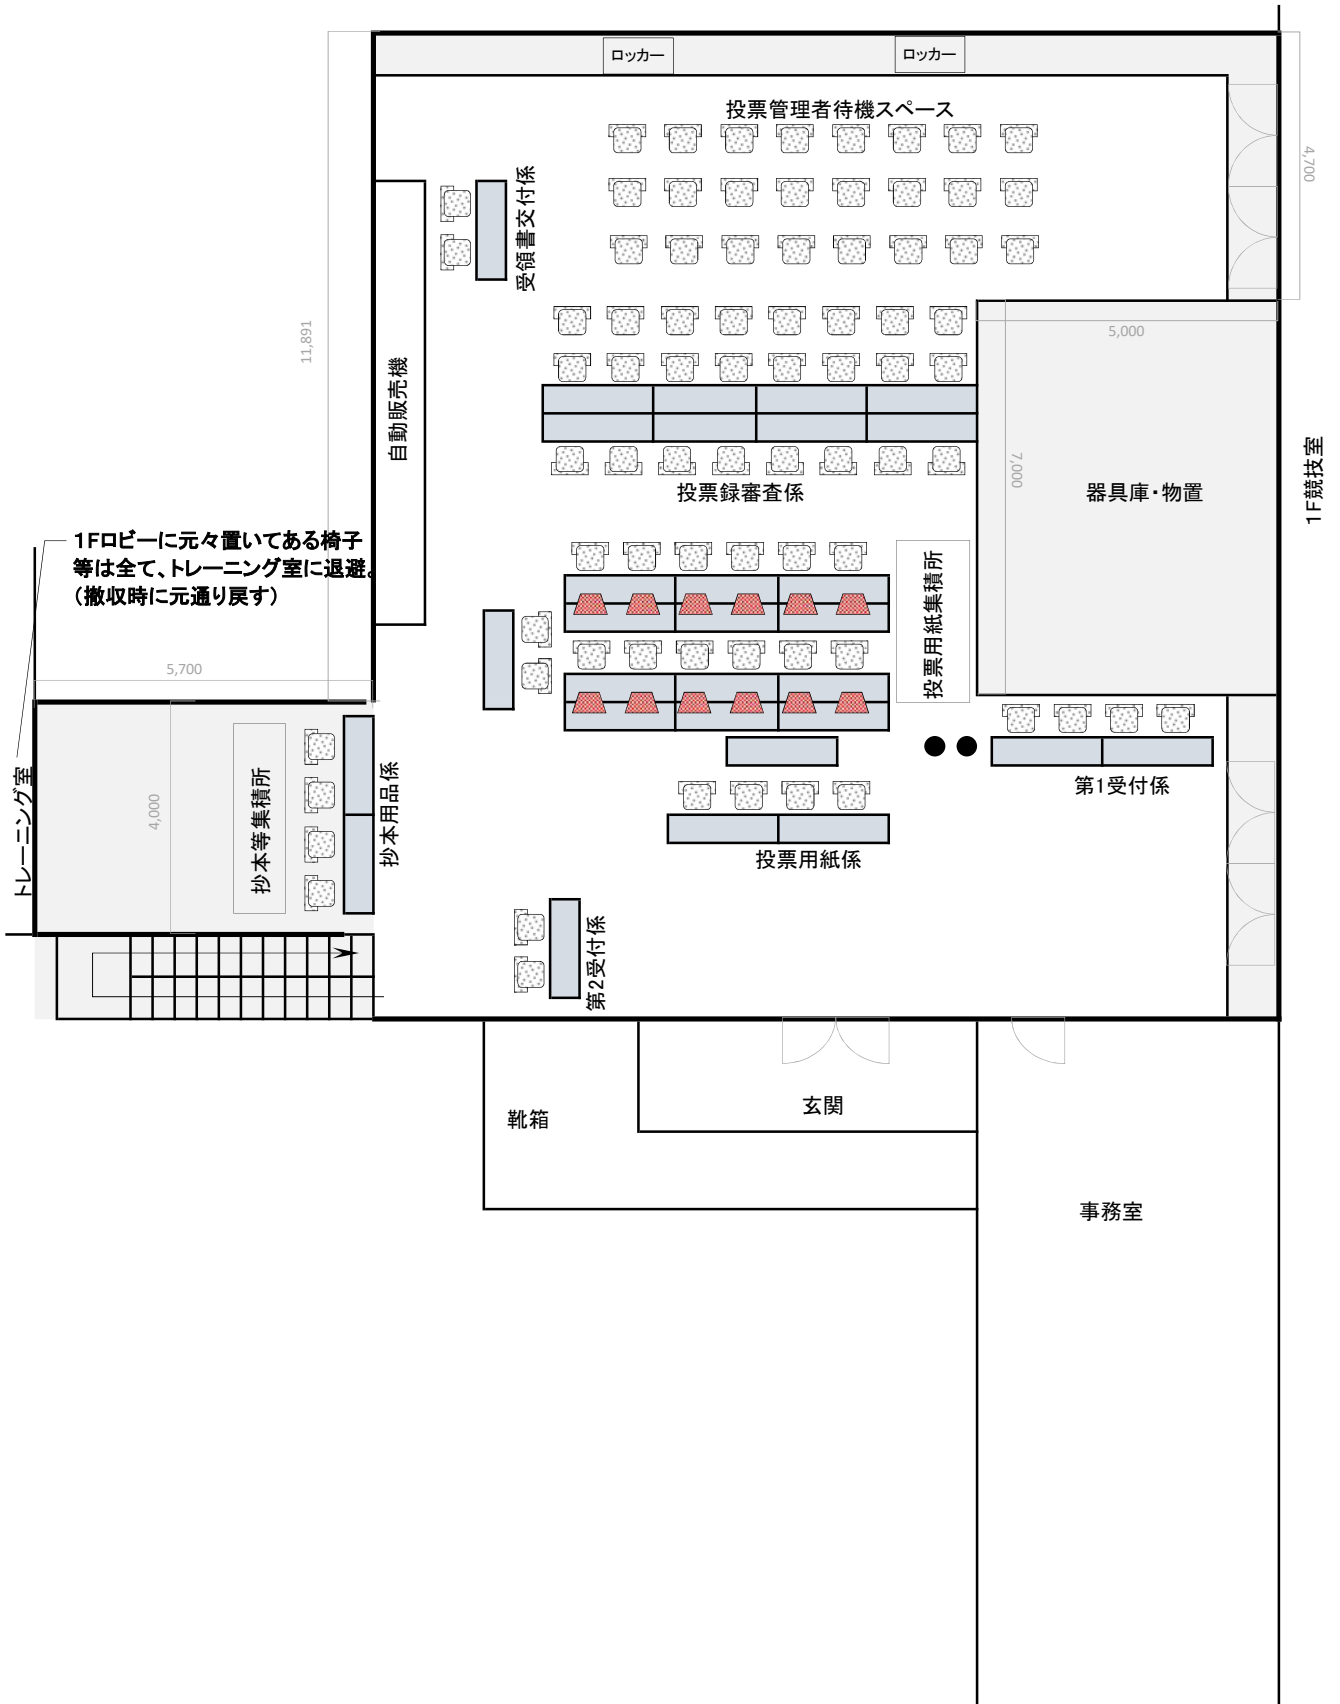 ロッカー
ロッカー
投票管理者待機スペース
4,700
受領書交付係
11,891
5,000
自動販売機
7,000
投票録審査係
器具庫・物置
1F競技室
1Fロビーに元々置いてある椅子
等は全て、トレーニング室に退避。
（撤収時に元通り戻す）
投票用紙集積所
5,700
トレーニング室
4,000
抄本等集積所
抄本用品係
第1受付係
投票用紙係
第2受付係
靴箱
玄関
事務室